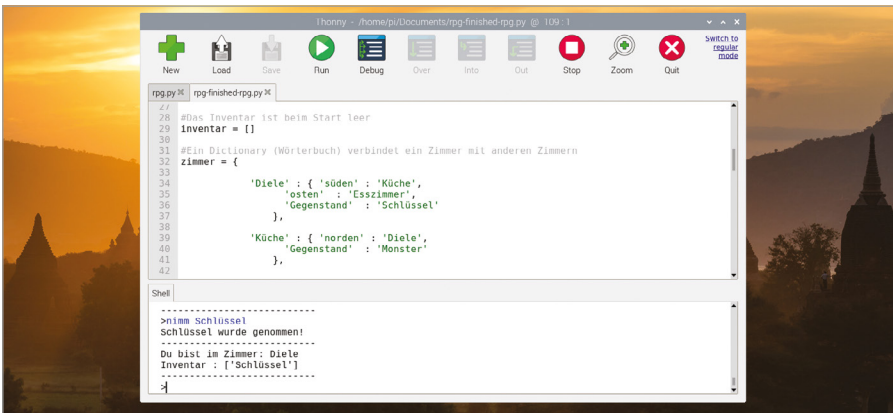 Thonny - /home/pi/Documents/rpg-finished-rpg.py @ 109 : 1
New Load Save Run Debug Over Into Out Stop Zoom Quit
Switch to
regular
mode
rpg.py rpg-finished-rpg.py
27
28 #Das Inventar ist beim Start leer
29 inventar = []
30
31 #Ein Dictionary (Wörterbuch) verbindet ein Zimmer mit anderen Zimmern
32 zimmer = {
33
34 'Diele' : { 'süden' : 'Küche',
35 'osten' : 'Esszimmer',
36 'Gegenstand' : 'Schlüssel'
37 },
38
39 'Küche' : { 'norden' : 'Diele',
40 'Gegenstand' : 'Monster'
41 },
42
Shell
---------------------------
>nimm Schlüssel
Schlüssel wurde genommen!
---------------------------
Du bist im Zimmer: Diele
Inventar : ['Schlüssel']
---------------------------
>